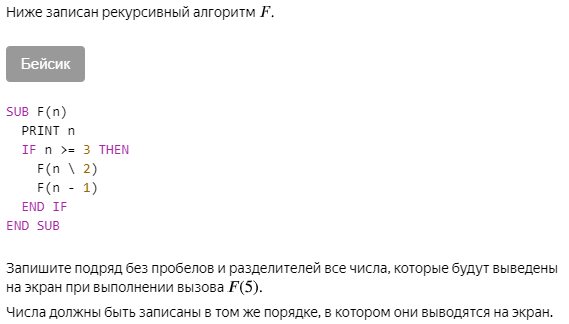 Ниже записан рекурсивный алгоритм F.
Бейсик
SUB F(n)
  PRINT n
  IF n >= 3 THEN
    F(n \ 2)
    F(n - 1)
  END IF
END SUB
Запишите подряд без пробелов и разделителей все числа, которые будут выведены
на экран при выполнении вызова F(5).
Числа должны быть записаны в том же порядке, в котором они выводятся на экран.